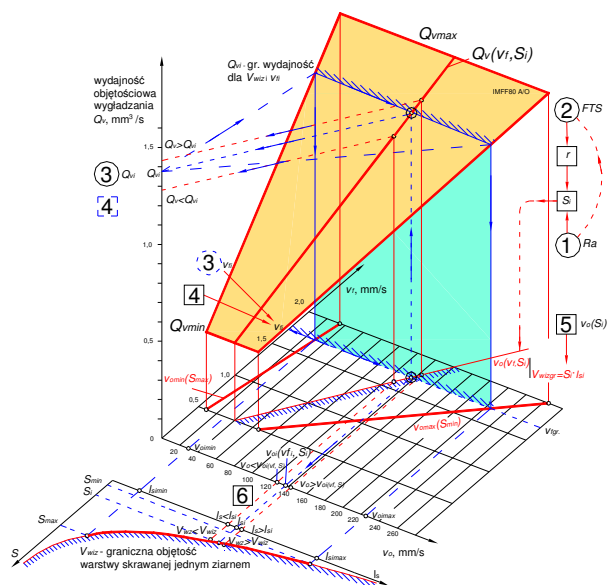 Qvmax
Qv(vf,Si)
Qvi - gr. wydajność
dla Vwiz i vfi
wydajność
objętościowa
wygładzania
Qv, mm³/s
IMFF80 A/O
2 FTS
r
Si
1 Ra
1,5
Qv>Qvi
3 Qvi
Qvi
Qv<Qvi
4
1,0
3 vfi
4
vfi
vf, mm/s
2,0
1,5
1,0
0,5
0,5
0
Qvmin
5 vo(Si)
vo(vf,Si)|Vwizgr=Si·lsi
vomin(Smax)
vomax(Smin)
vfgr.
voi(vfi, Si)
vo<voi(vf, Si)
vo>voi(vf, Si)
voimin
voimax
20 40 60 80 100 120 140 160 180 200 220 240 260
vo, mm/s
6
Smin
Si
Smax
S
lsimin
ls<lsi
lsi
ls>lsi
lsimax
ls
Vwz<Vwiz
Vwz>Vwiz
Vwiz - graniczna objętość
warstwy skrawanej jednym ziarnem